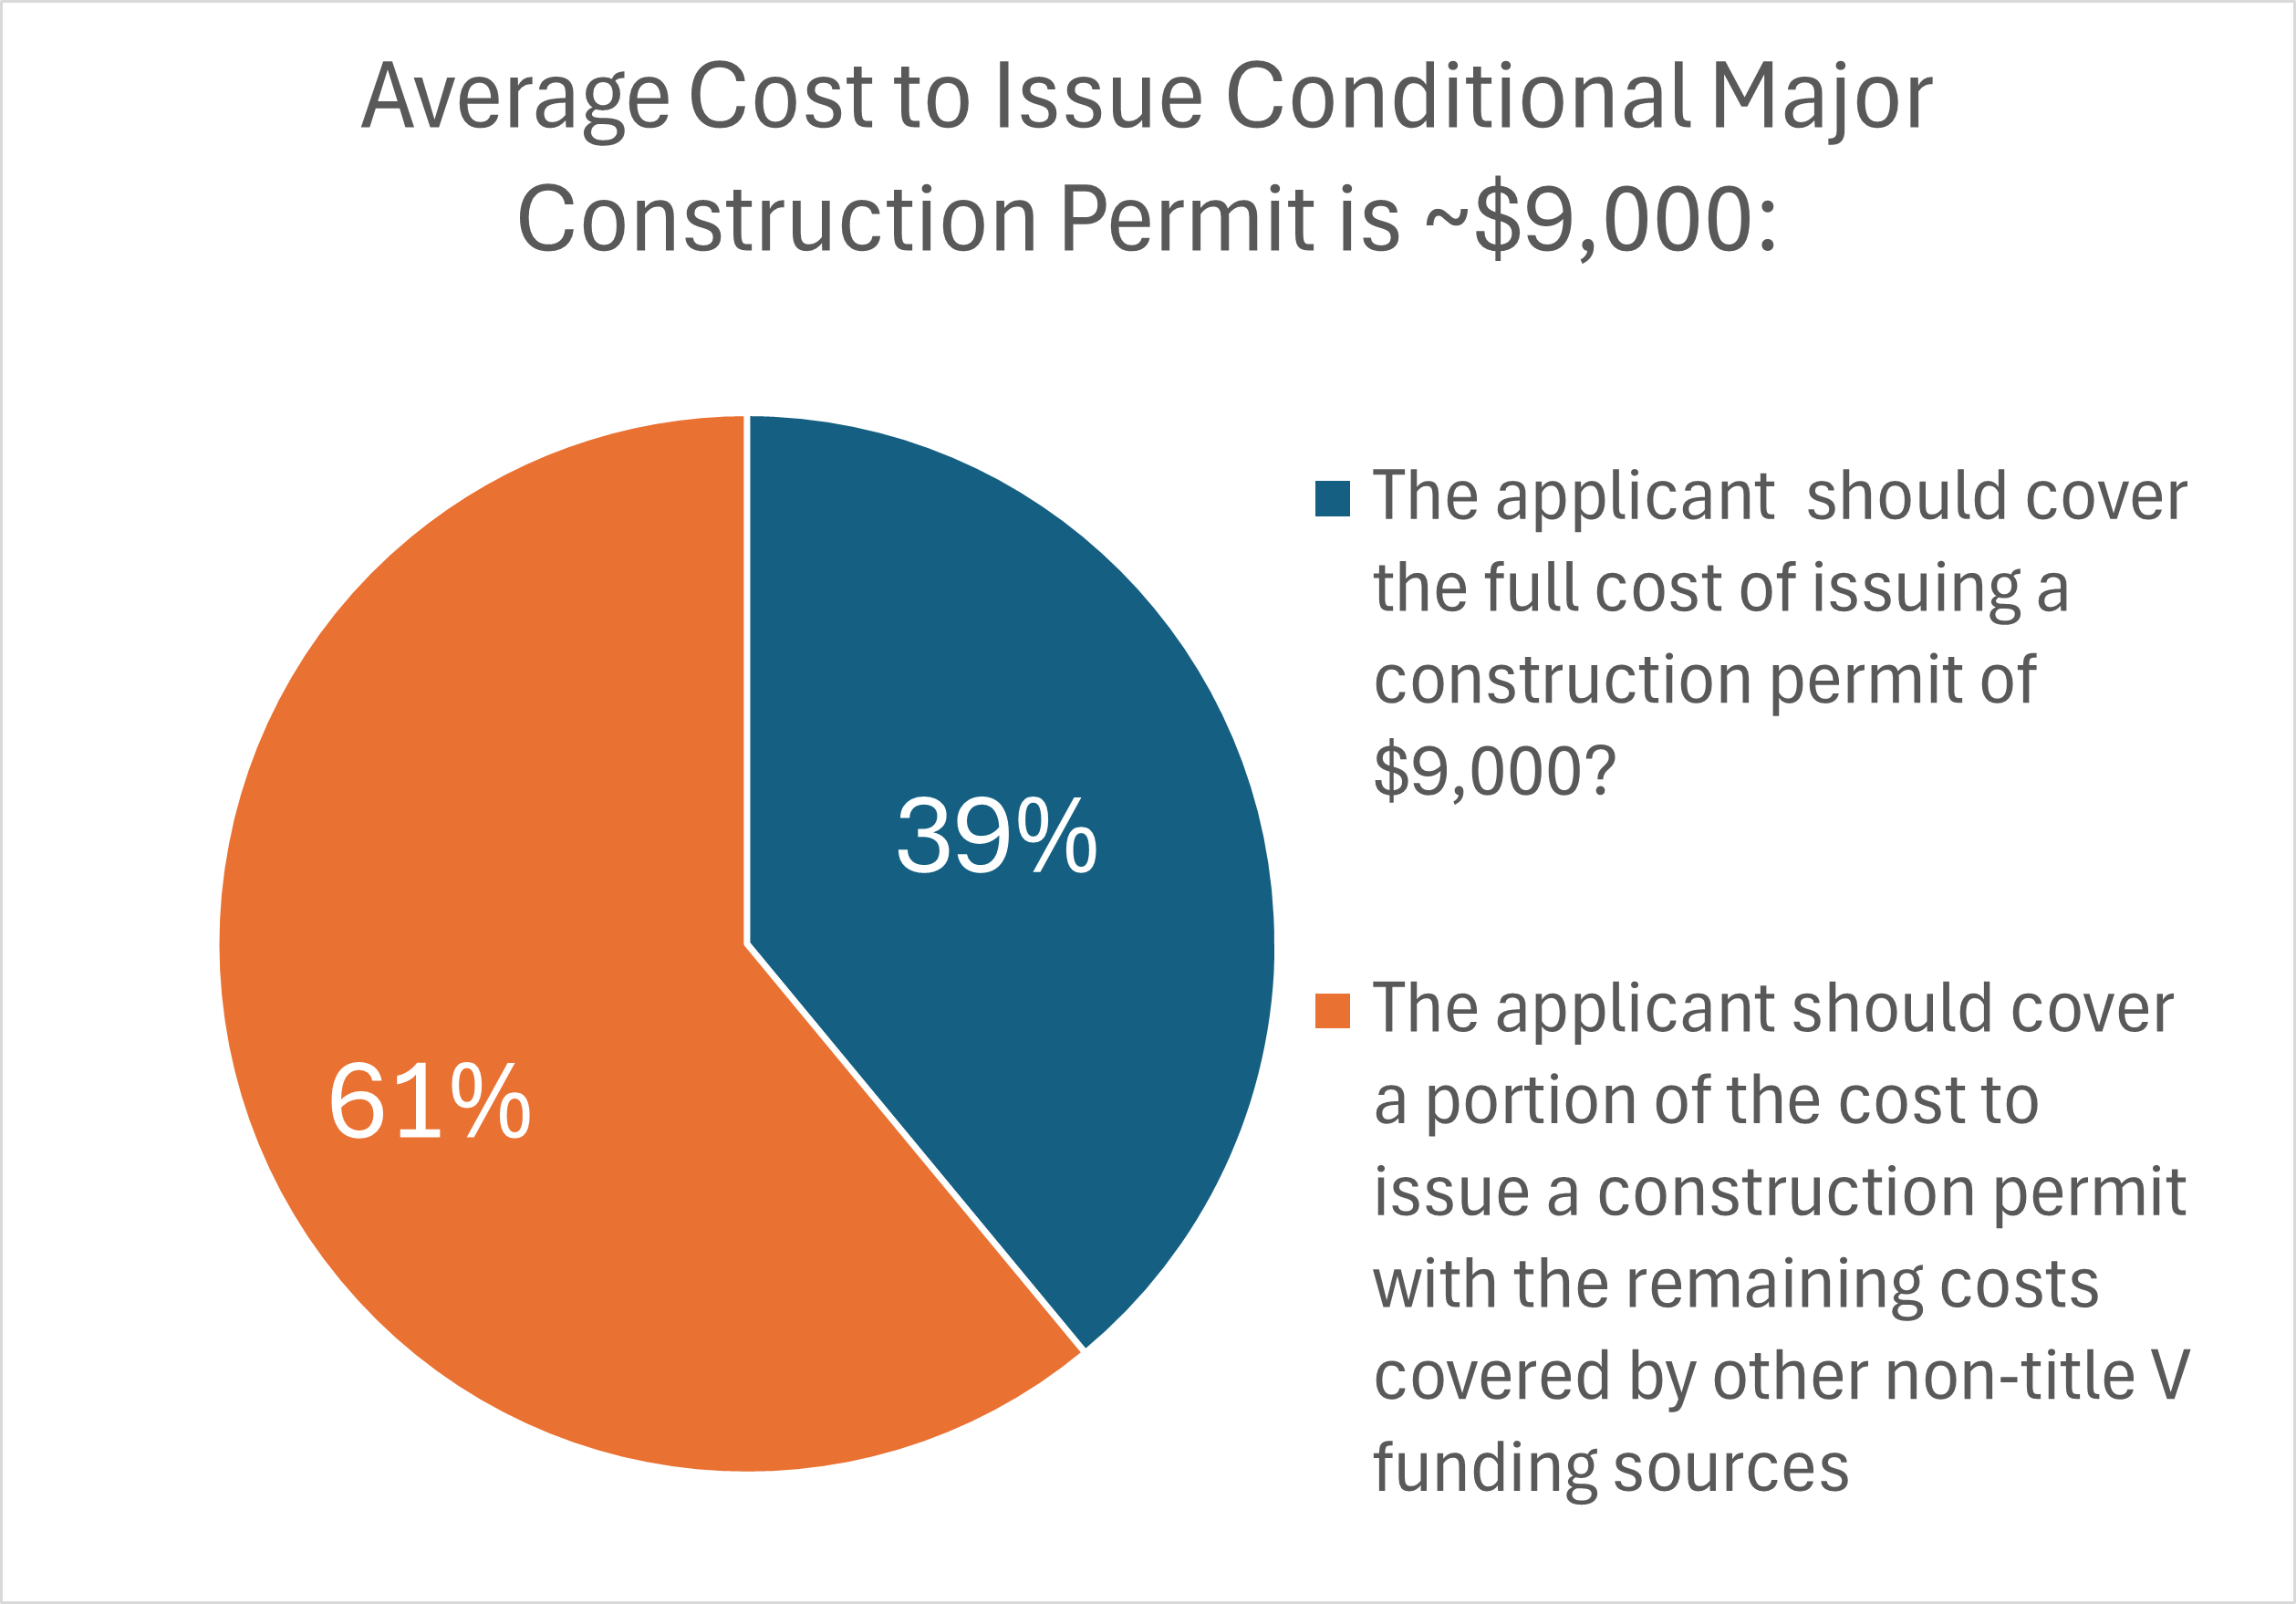 Average Cost to Issue Conditional Major
Construction Permit is ~$9,000:
39%
61%
The applicant  should cover
the full cost of issuing a
construction permit of
$9,000?
The applicant should cover
a portion of the cost to
issue a construction permit
with the remaining costs
covered by other non-title V
funding sources